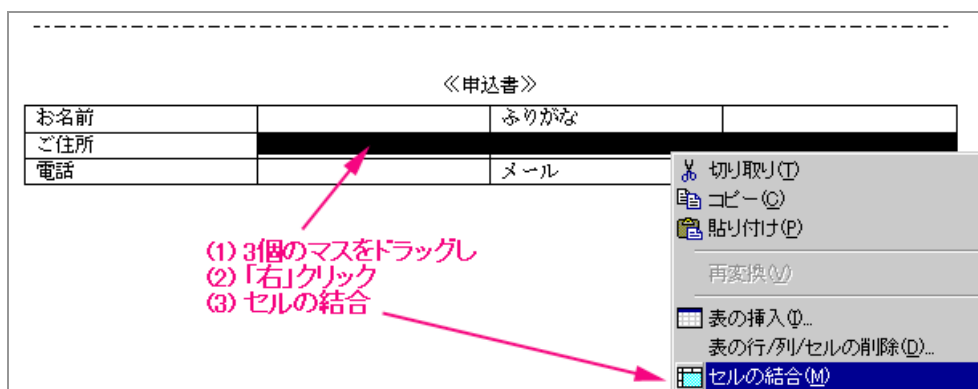 ≪申込書≫
お名前 ふりがな
ご住所
電話 メール
切り取り(T)
コピー(C)
貼り付け(P)
再変換(V)
表の挿入(I)...
表の行/列/セルの削除(D)...
セルの結合(M)
(1) 3個のマスをドラッグし
(2) 「右」クリック
(3) セルの結合